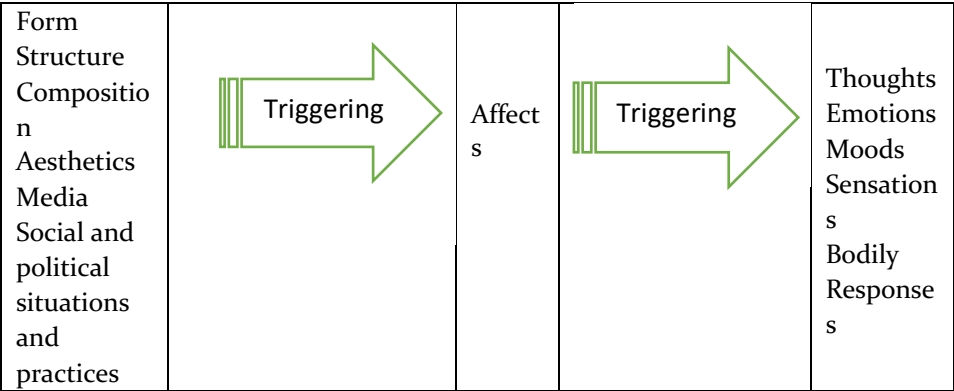 Form
Structure
Compositio
n
Aesthetics
Media
Social and
political
situations
and
practices
Triggering
Affect
s
Triggering
Thoughts
Emotions
Moods
Sensation
s
Bodily
Response
s